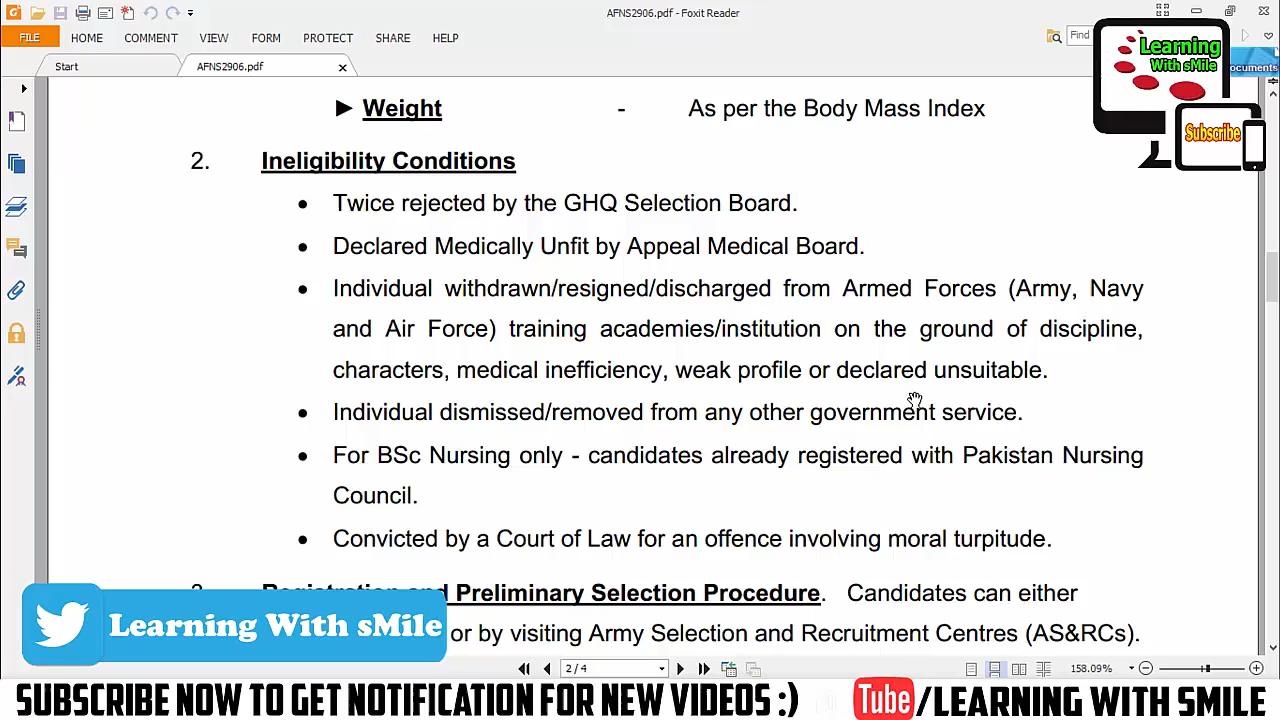 AFNS2906.pdf - Foxit Reader
FILE HOME COMMENT VIEW FORM PROTECT SHARE HELP
Find
Start AFNS2906.pdf
Learning
With sMile
ocuments
Subscribe
► Weight - As per the Body Mass Index
2. Ineligibility Conditions
• Twice rejected by the GHQ Selection Board.
• Declared Medically Unfit by Appeal Medical Board.
• Individual withdrawn/resigned/discharged from Armed Forces (Army, Navy
and Air Force) training academies/institution on the ground of discipline,
characters, medical inefficiency, weak profile or declared unsuitable.
• Individual dismissed/removed from any other government service.
• For BSc Nursing only - candidates already registered with Pakistan Nursing
Council.
• Convicted by a Court of Law for an offence involving moral turpitude.
Registration and Preliminary Selection Procedure. Candidates can either
or by visiting Army Selection and Recruitment Centres (AS&RCs).
Learning With sMile
2 / 4
158.09%
SUBSCRIBE NOW TO GET NOTIFICATION FOR NEW VIDEOS :) Tube/LEARNING WITH SMILE